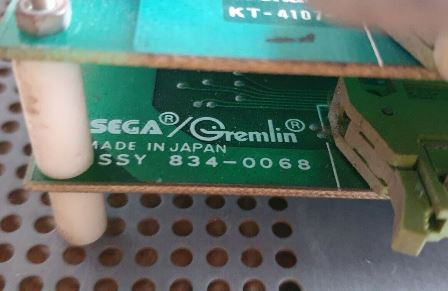 KT-4107-
SEGA®/Gremlin®
MADE IN JAPAN
SSY 834-0068